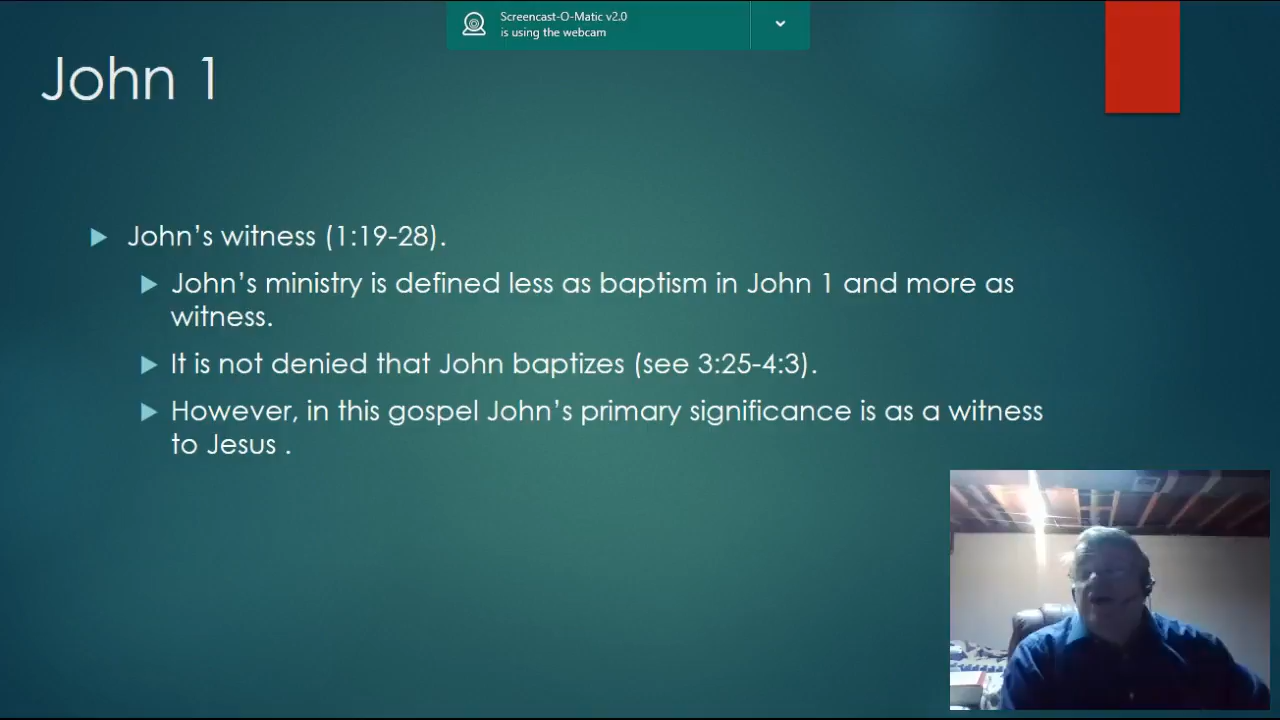 Screencast-O-Matic v2.0
is using the webcam
John 1
John’s witness (1:19-28).
John’s ministry is defined less as baptism in John 1 and more as
witness.
It is not denied that John baptizes (see 3:25-4:3).
However, in this gospel John’s primary significance is as a witness
to Jesus .